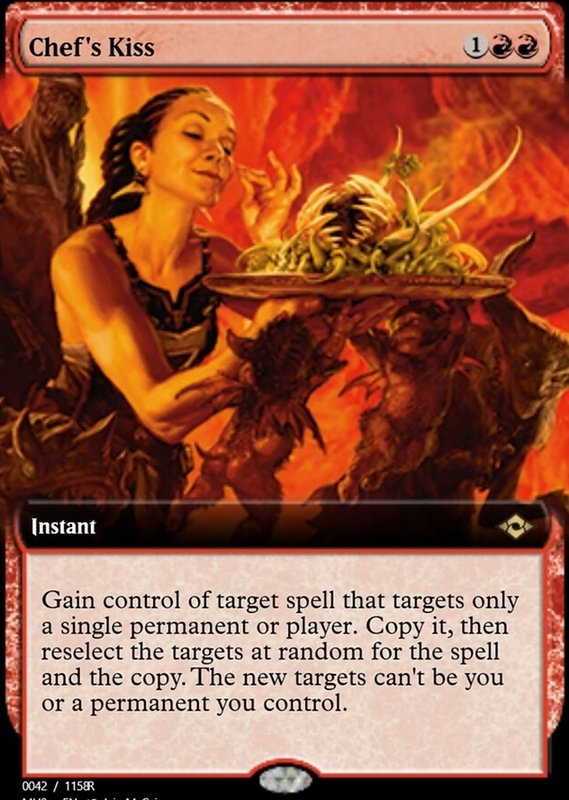 Chef's Kiss 1
Instant
Gain control of target spell that targets only
a single permanent or player. Copy it, then
reselect the targets at random for the spell
and the copy. The new targets can't be you
or a permanent you control.
0042 / 1158R